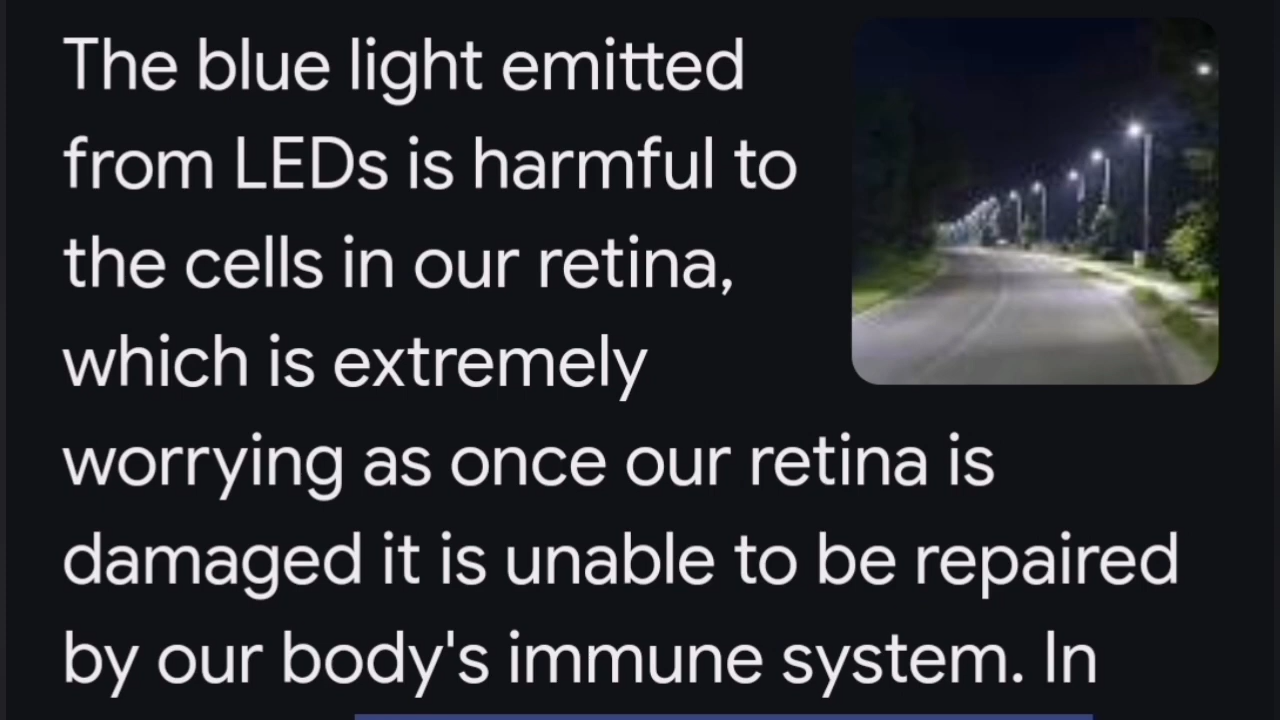 The blue light emitted
from LEDs is harmful to
the cells in our retina,
which is extremely
worrying as once our retina is
damaged it is unable to be repaired
by our body's immune system. In